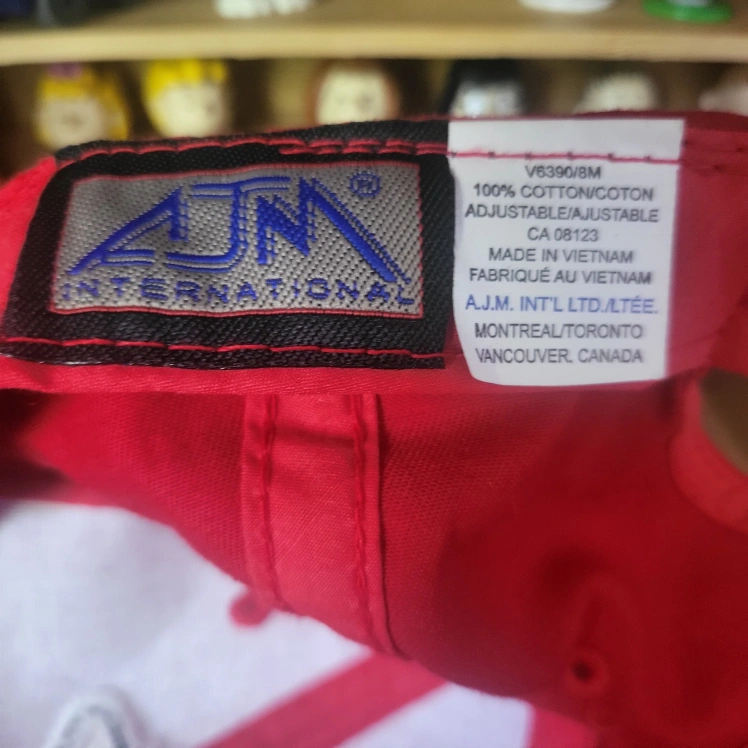 AJM®
INTERNATIONAL
V6390/8M
100% COTTON/COTON
ADJUSTABLE/AJUSTABLE
CA 08123
MADE IN VIETNAM
FABRIQUÉ AU VIETNAM
A.J.M. INT'L LTD./LTÉE.
MONTREAL/TORONTO
VANCOUVER, CANADA